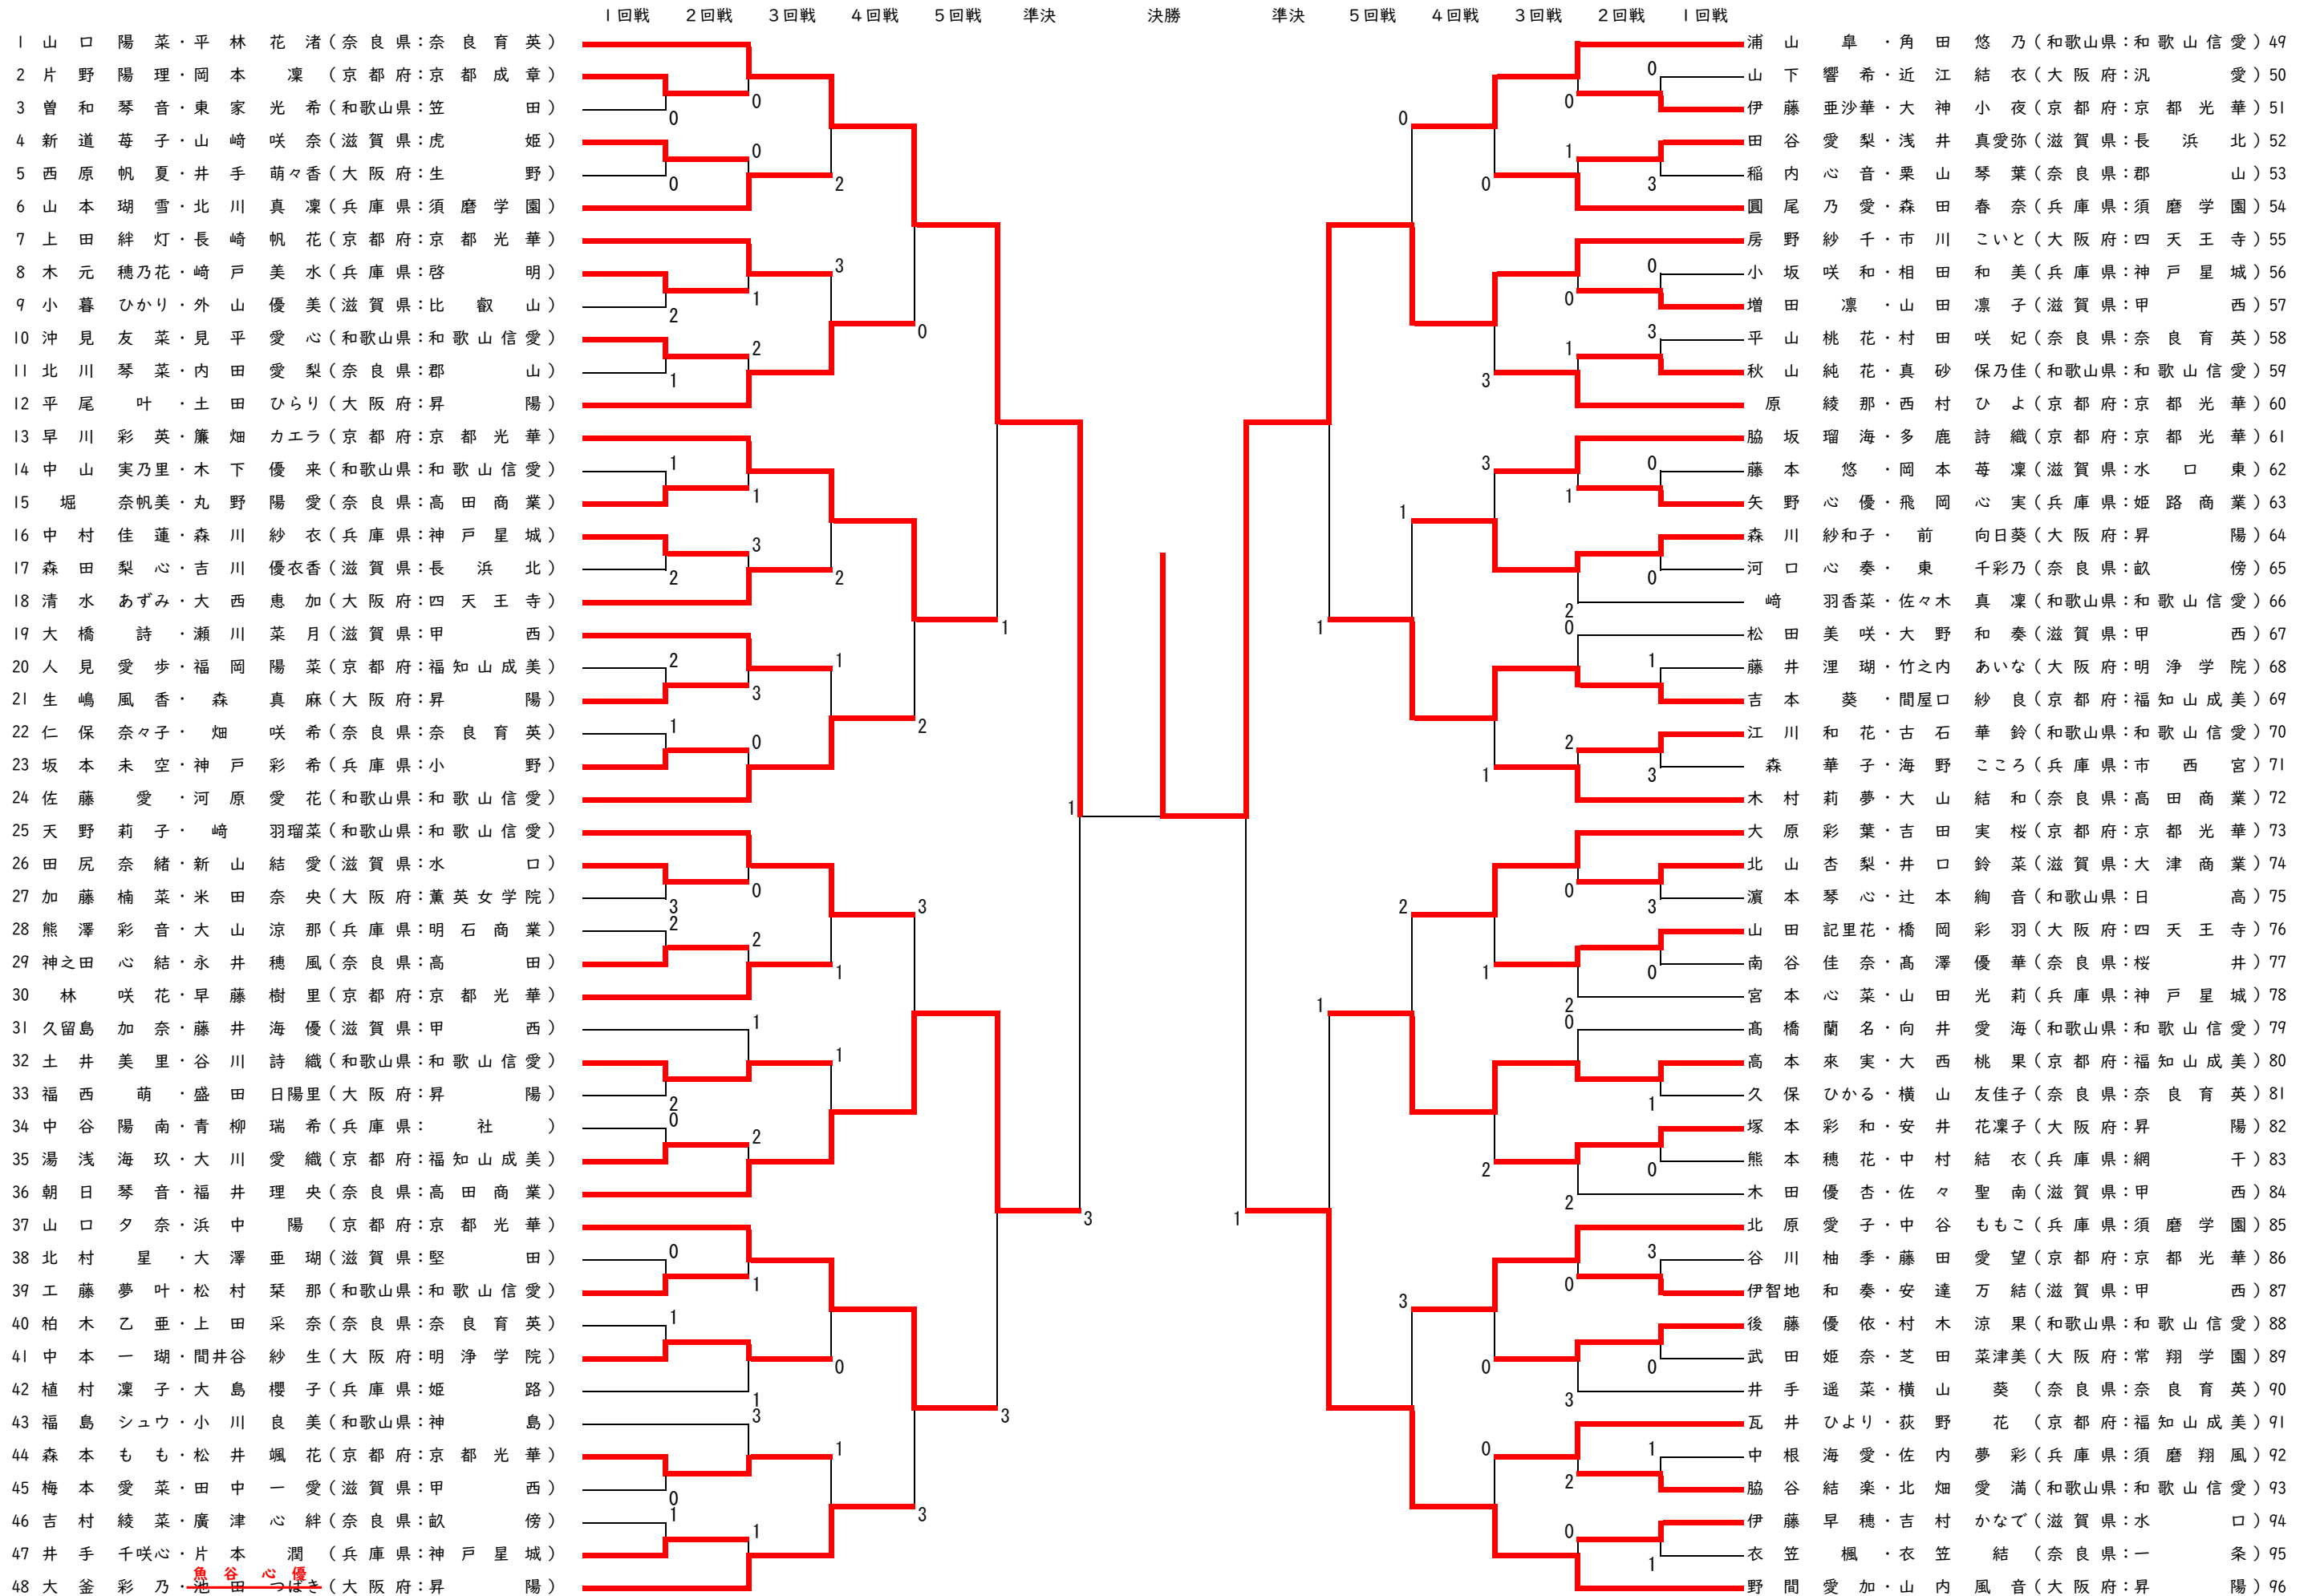 1回戦 2回戦 3回戦 4回戦 5回戦 準決 決勝 準決 5回戦 4回戦 3回戦 2回戦 1回戦
1 山口陽菜・平林花渚(奈良県:奈良育英)
2 片野陽理・岡本凜(京都府:京都成章)
3 曽和琴音・東家光希(和歌山県:笠田)
4 新道苺子・山﨑咲奈(滋賀県:虎姫)
5 西原帆夏・井手萌々香(大阪府:生野)
6 山本瑚雪・北川真凜(兵庫県:須磨学園)
7 上田絆灯・長崎帆花(京都府:京都光華)
8 木元穂乃花・﨑戸美水(兵庫県:啓明)
9 小暮ひかり・外山優美(滋賀県:比叡山)
10 沖見友菜・見平愛心(和歌山県:和歌山信愛)
11 北川琴菜・内田愛梨(奈良県:郡山)
12 平尾叶・土田ひらり(大阪府:昇陽)
13 早川彩英・簾畑カエラ(京都府:京都光華)
14 中山実乃里・木下優来(和歌山県:和歌山信愛)
15 堀奈帆美・丸野陽愛(奈良県:高田商業)
16 中村佳蓮・森川紗衣(兵庫県:神戸星城)
17 森田梨心・吉川優衣香(滋賀県:長浜北)
18 清水あずみ・大西恵加(大阪府:四天王寺)
19 大橋詩・瀬川菜月(滋賀県:甲西)
20 人見愛歩・福岡陽菜(京都府:福知山成美)
21 生嶋風香・森真麻(大阪府:昇陽)
22 仁保奈々子・畑咲希(奈良県:奈良育英)
23 坂本未空・神戸彩希(兵庫県:小野)
24 佐藤愛・河原愛花(和歌山県:和歌山信愛)
25 天野莉子・﨑羽瑠菜(和歌山県:和歌山信愛)
26 田尻奈緒・新山結愛(滋賀県:水口)
27 加藤楠菜・米田奈央(大阪府:薫英女学院)
28 熊澤彩音・大山涼那(兵庫県:明石商業)
29 神之田心結・永井穂風(奈良県:高田)
30 林咲花・早藤樹里(京都府:京都光華)
31 久留島加奈・藤井海優(滋賀県:甲西)
32 土井美里・谷川詩織(和歌山県:和歌山信愛)
33 福西萌・盛田日陽里(大阪府:昇陽)
34 中谷陽南・青柳瑞希(兵庫県:社)
35 湯浅海玖・大川愛織(京都府:福知山成美)
36 朝日琴音・福井理央(奈良県:高田商業)
37 山口夕奈・浜中陽(京都府:京都光華)
38 北村星・大澤亜瑚(滋賀県:堅田)
39 工藤夢叶・松村栞那(和歌山県:和歌山信愛)
40 柏木乙亜・上田采奈(奈良県:奈良育英)
41 中本一瑚・間井谷紗生(大阪府:明浄学院)
42 植村凜子・大島櫻子(兵庫県:姫路)
43 福島シュウ・小川良美(和歌山県:神島)
44 森本もも・松井颯花(京都府:京都光華)
45 梅本愛菜・田中一愛(滋賀県:甲西)
46 吉村綾菜・廣津心絆(奈良県:畝傍)
47 井手千咲心・片本潤(兵庫県:神戸星城)
魚谷心優
48 大釜彩乃・池田つばき(大阪府:昇陽)
浦山皐・角田悠乃(和歌山県:和歌山信愛)49
山下響希・近江結衣(大阪府:汎愛)50
伊藤亜沙華・大神小夜(京都府:京都光華)51
田谷愛梨・浅井真愛弥(滋賀県:長浜北)52
稲内心音・栗山琴葉(奈良県:郡山)53
圓尾乃愛・森田春奈(兵庫県:須磨学園)54
房野紗千・市川こいと(大阪府:四天王寺)55
小坂咲和・相田和美(兵庫県:神戸星城)56
増田凛・山田凛子(滋賀県:甲西)57
平山桃花・村田咲妃(奈良県:奈良育英)58
秋山純花・真砂保乃佳(和歌山県:和歌山信愛)59
原綾那・西村ひよ(京都府:京都光華)60
脇坂瑠海・多鹿詩織(京都府:京都光華)61
藤本悠・岡本苺凜(滋賀県:水口東)62
矢野心優・飛岡心実(兵庫県:姫路商業)63
森川紗和子・前向日葵(大阪府:昇陽)64
河口心奏・東千彩乃(奈良県:畝傍)65
﨑羽香菜・佐々木真凜(和歌山県:和歌山信愛)66
松田美咲・大野和奏(滋賀県:甲西)67
藤井浬瑚・竹之内あいな(大阪府:明浄学院)68
吉本葵・間屋口紗良(京都府:福知山成美)69
江川和花・古石華鈴(和歌山県:和歌山信愛)70
森華子・海野こころ(兵庫県:市西宮)71
木村莉夢・大山結和(奈良県:高田商業)72
大原彩葉・吉田実桜(京都府:京都光華)73
北山杏梨・井口鈴菜(滋賀県:大津商業)74
濵本琴心・辻本絢音(和歌山県:日高)75
山田記里花・橋岡彩羽(大阪府:四天王寺)76
南谷佳奈・髙澤優華(奈良県:桜井)77
宮本心菜・山田光莉(兵庫県:神戸星城)78
髙橋蘭名・向井愛海(和歌山県:和歌山信愛)79
高本來実・大西桃果(京都府:福知山成美)80
久保ひかる・横山友佳子(奈良県:奈良育英)81
塚本彩和・安井花凜子(大阪府:昇陽)82
熊本穂花・中村結衣(兵庫県:網干)83
木田優杏・佐々聖南(滋賀県:甲西)84
北原愛子・中谷ももこ(兵庫県:須磨学園)85
谷川柚季・藤田愛望(京都府:京都光華)86
伊智地和奏・安達万結(滋賀県:甲西)87
後藤優依・村木涼果(和歌山県:和歌山信愛)88
武田姫奈・芝田菜津美(大阪府:常翔学園)89
井手遥菜・横山葵(奈良県:奈良育英)90
瓦井ひより・荻野花(京都府:福知山成美)91
中根海愛・佐内夢彩(兵庫県:須磨翔風)92
脇谷結楽・北畑愛満(和歌山県:和歌山信愛)93
伊藤早穂・吉村かなで(滋賀県:水口)94
衣笠楓・衣笠結(奈良県:一条)95
野間愛加・山内風音(大阪府:昇陽)96